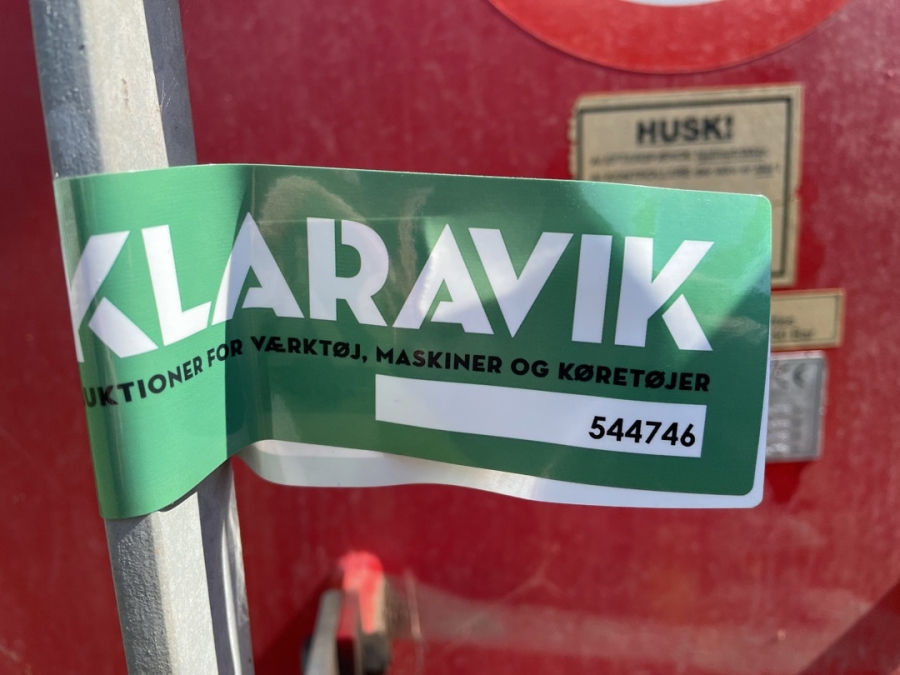 HUSK!
KLARAVIK
UKTIONER FOR VÆRKTØJ, MASKINER OG KØRETØJER
544746